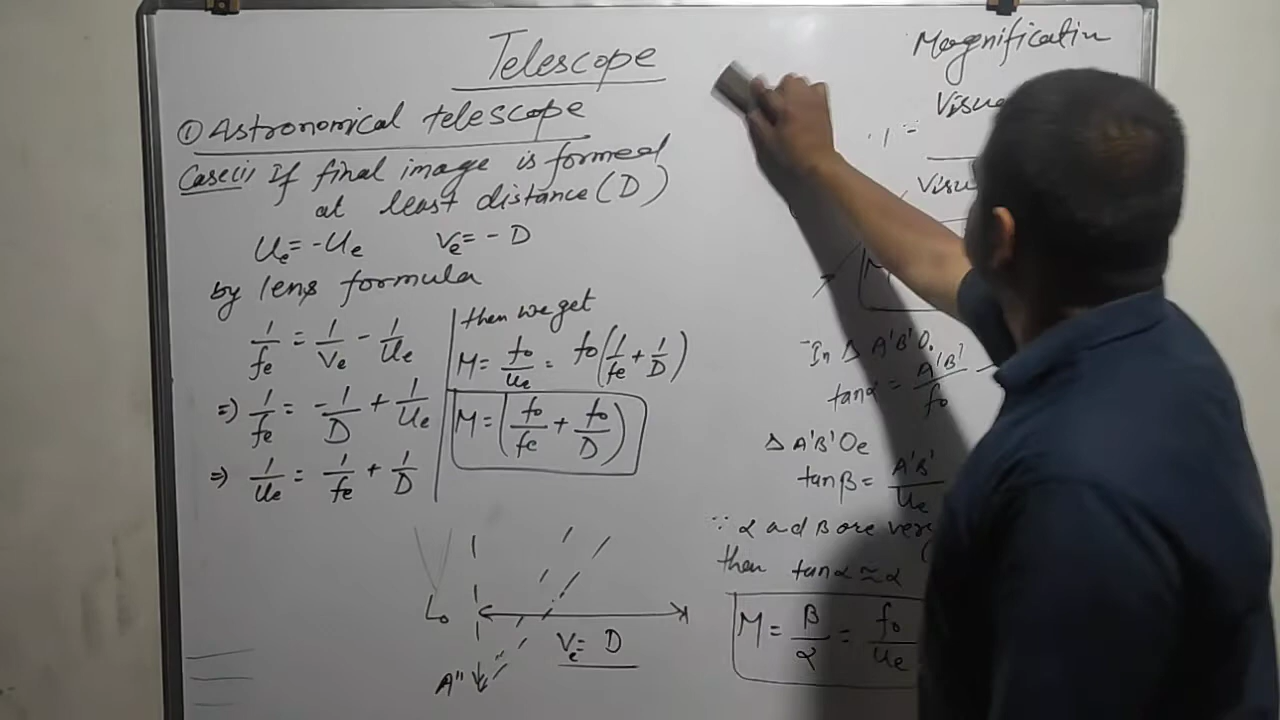 Telescope
① Astronomical telescope
Case(i) If final image is formed
at least distance (D)
Ue = -Ue Ve = - D
by lens formula
1/fe = 1/Ve - 1/Ue
=) 1/fe = -1/D + 1/Ue
=) 1/Ue = 1/fe + 1/D
then we get
M = fo/Ue = fo(1/fe + 1/D)
M = (fo/fe + fo/D)
Lo
Ve = D
A"
Magnificatin
In Δ A'B'O.
tanα = A'B'/fo
Δ A'B'Oe
tanβ = A'B'/Ue
∵ α ad β are
then tanα ≈ α
M = β/α = fo/Ue